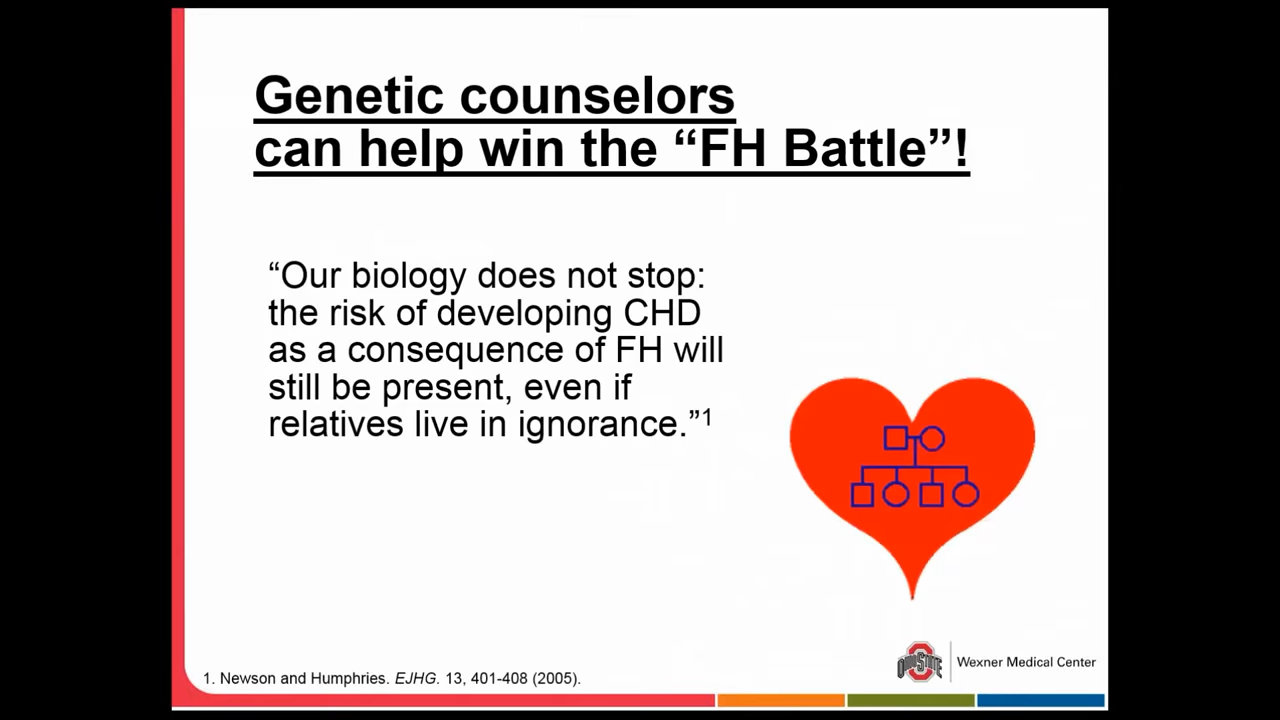 Genetic counselors
can help win the “FH Battle”!
“Our biology does not stop:
the risk of developing CHD
as a consequence of FH will
still be present, even if
relatives live in ignorance.”1
1. Newson and Humphries. EJHG. 13, 401-408 (2005).
OHIO STATE
Wexner Medical Center